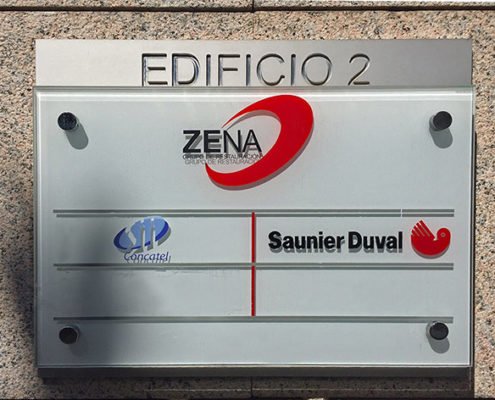 EDIFICIO 2
ZENA
GRUPO DE RESTAURACIÓN
Concatel
Saunier Duval